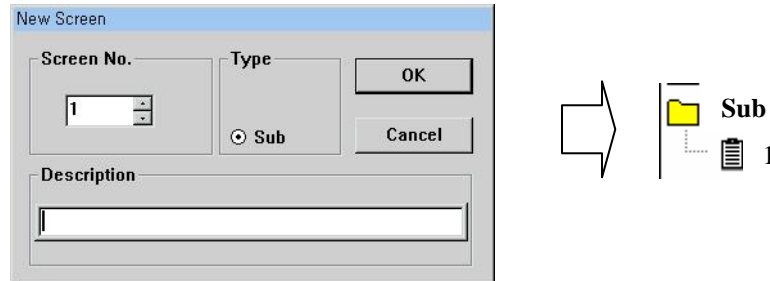 New Screen
Screen No.
Type
OK
1
Sub
Cancel
Description
Sub
1